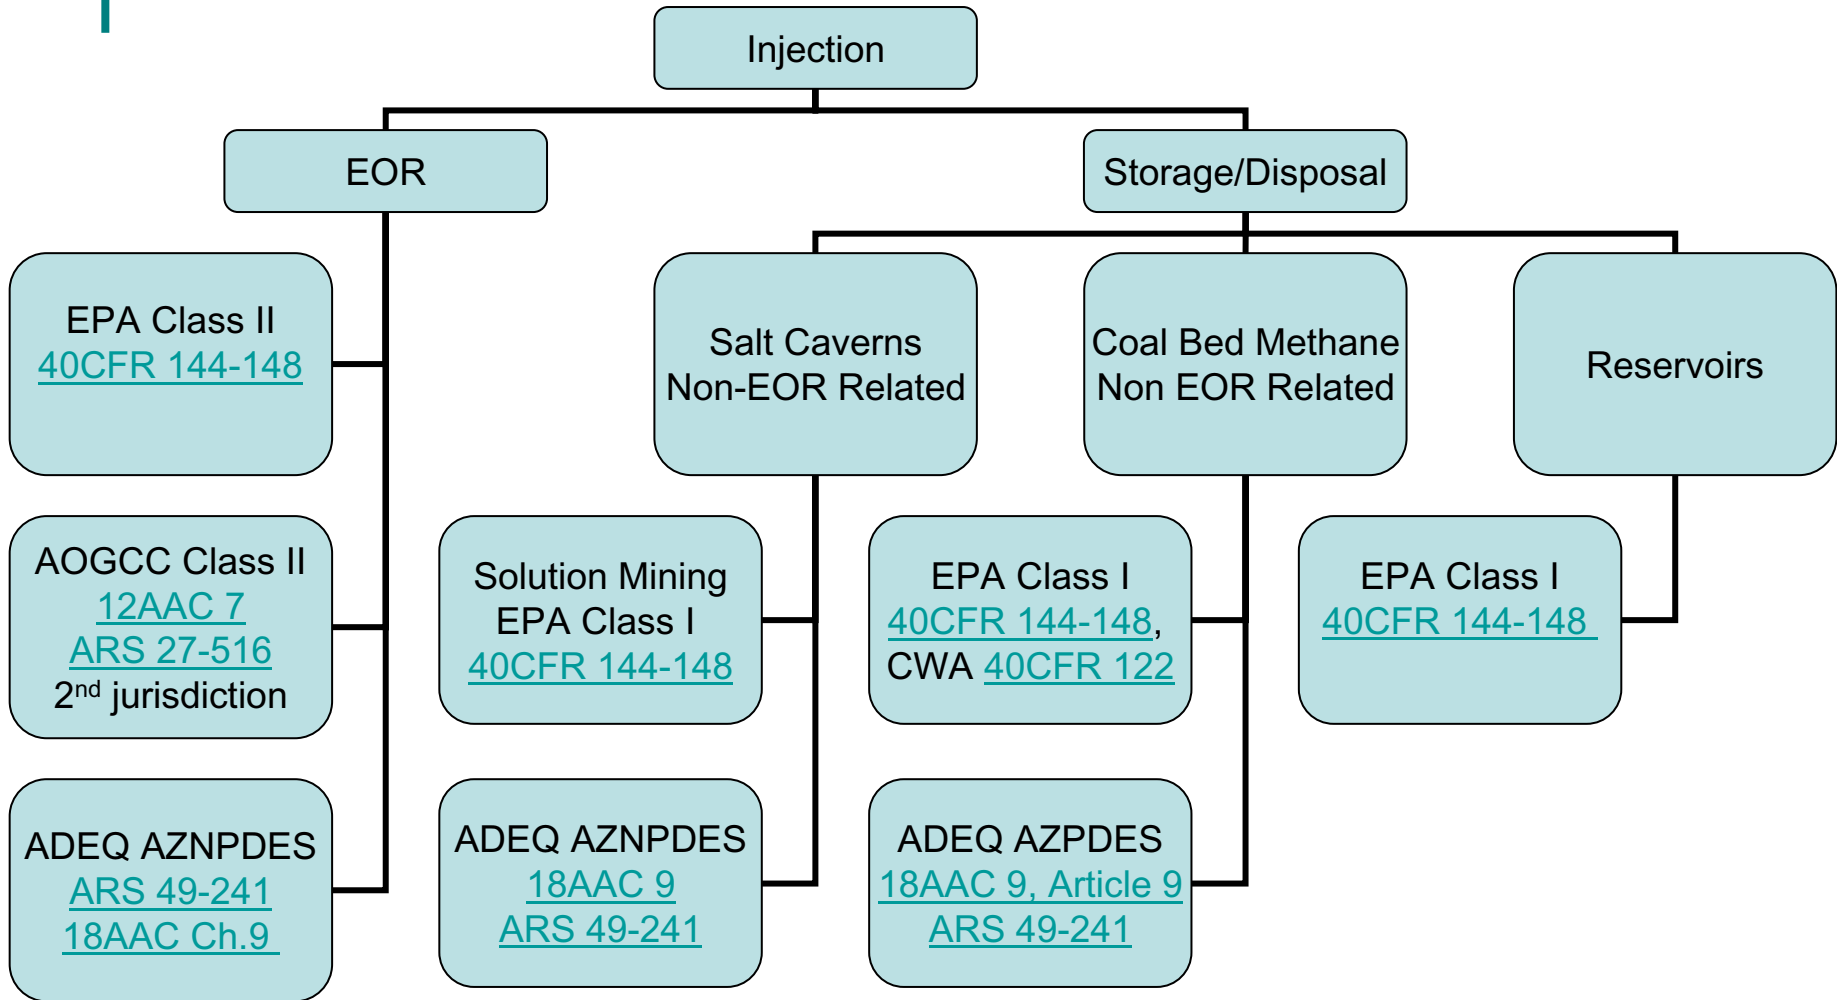 Injection
EOR
Storage/Disposal
EPA Class II
40CFR 144-148
Salt Caverns
Non-EOR Related
Coal Bed Methane
Non EOR Related
Reservoirs
AOGCC Class II
12AAC 7
ARS 27-516
2nd jurisdiction
Solution Mining
EPA Class I
40CFR 144-148
EPA Class I
40CFR 144-148,
CWA 40CFR 122
EPA Class I
40CFR 144-148
ADEQ AZNPDES
ARS 49-241
18AAC Ch.9
ADEQ AZNPDES
18AAC 9
ARS 49-241
ADEQ AZPDES
18AAC 9, Article 9
ARS 49-241